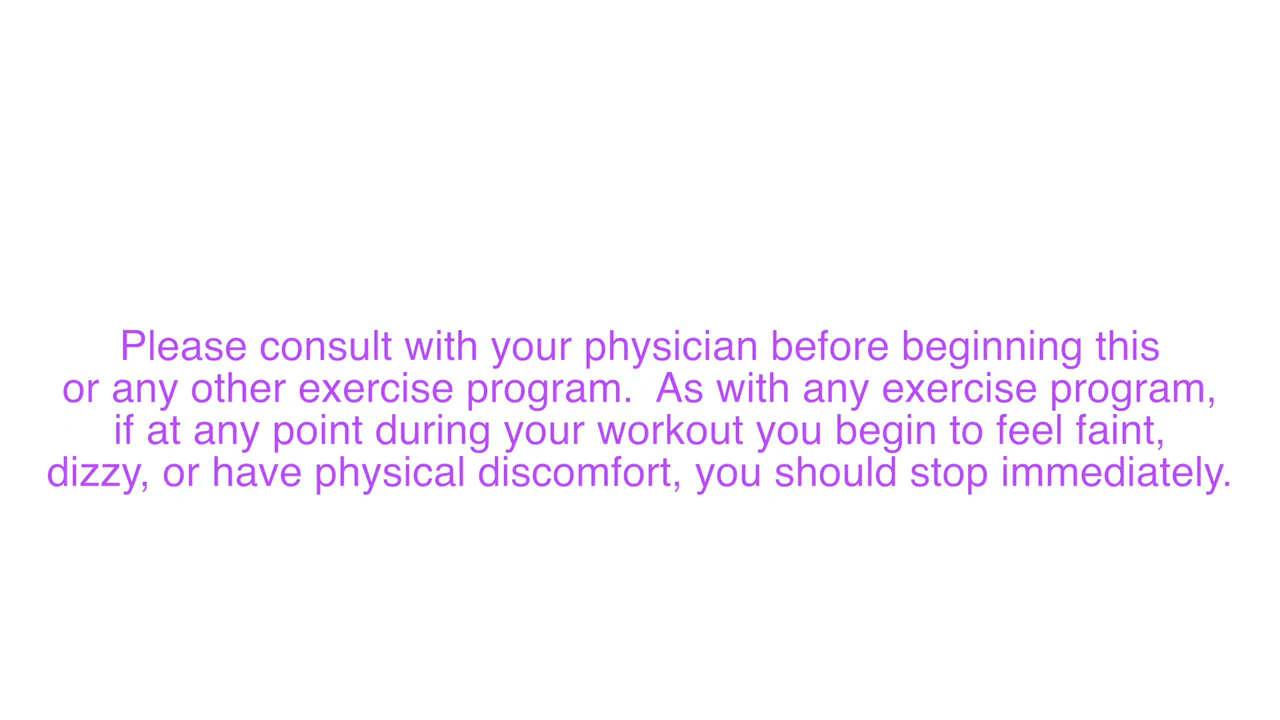 Please consult with your physician before beginning this
or any other exercise program.  As with any exercise program,
if at any point during your workout you begin to feel faint,
dizzy, or have physical discomfort, you should stop immediately.